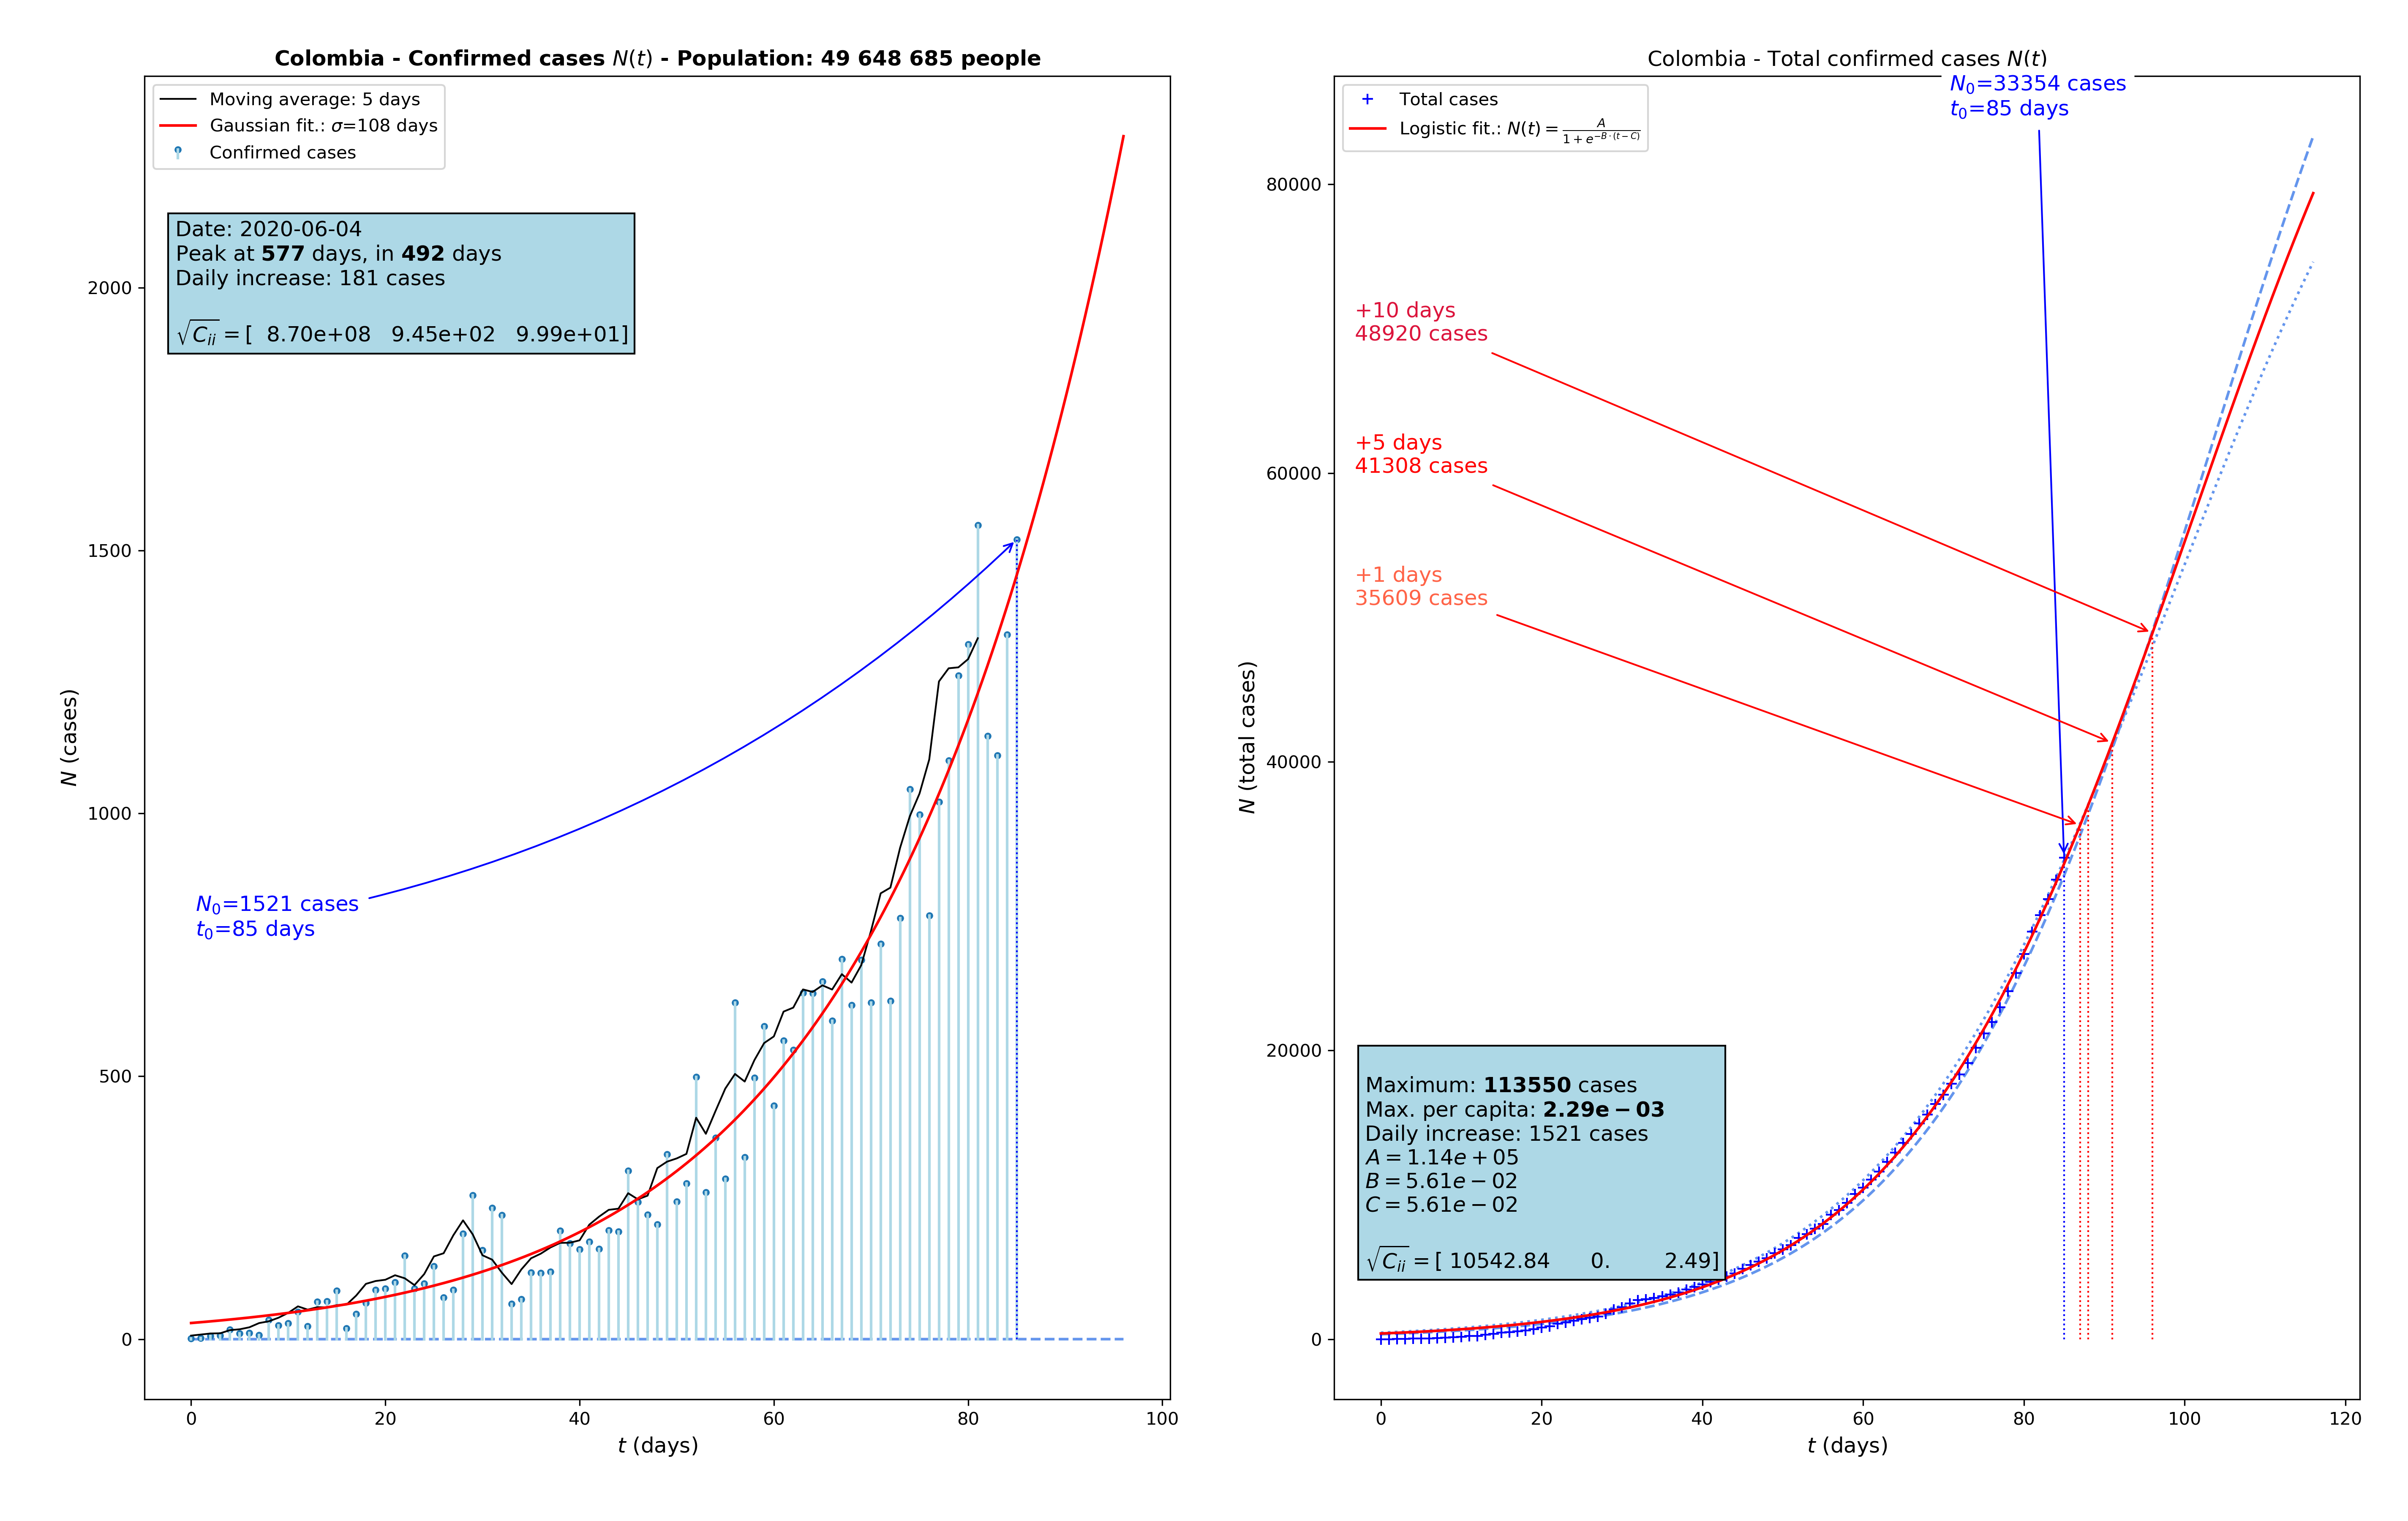 Colombia - Confirmed cases N(t) - Population: 49 648 685 people
Moving average: 5 days
Gaussian fit.: σ=108 days
Confirmed cases
Date: 2020-06-04
Peak at 577 days, in 492 days
Daily increase: 181 cases
√C_ii = [ 8.70e+08 9.45e+02 9.99e+01]
N₀=1521 cases
t₀=85 days
N (cases)
2000
1500
1000
500
0
0 20 40 60 80 100
t (days)
Colombia - Total confirmed cases N(t)
N₀=33354 cases
t₀=85 days
Total cases
Logistic fit.: N(t) = A / (1 + e^(−B·(t−C)))
+10 days
48920 cases
+5 days
41308 cases
+1 days
35609 cases
Maximum: 113550 cases
Max. per capita: 2.29e − 03
Daily increase: 1521 cases
A = 1.14e + 05
B = 5.61e − 02
C = 5.61e − 02
√C_ii = [ 10542.84 0. 2.49]
N (total cases)
80000
60000
40000
20000
0
0 20 40 60 80 100 120
t (days)